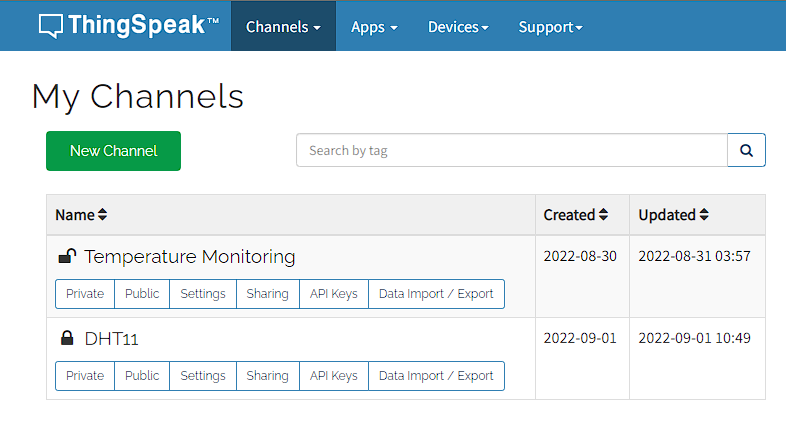 ThingSpeak™ Channels Apps Devices Support
My Channels
New Channel Search by tag
Name Created Updated
Temperature Monitoring 2022-08-30 2022-08-31 03:57
Private Public Settings Sharing API Keys Data Import / Export
DHT11 2022-09-01 2022-09-01 10:49
Private Public Settings Sharing API Keys Data Import / Export